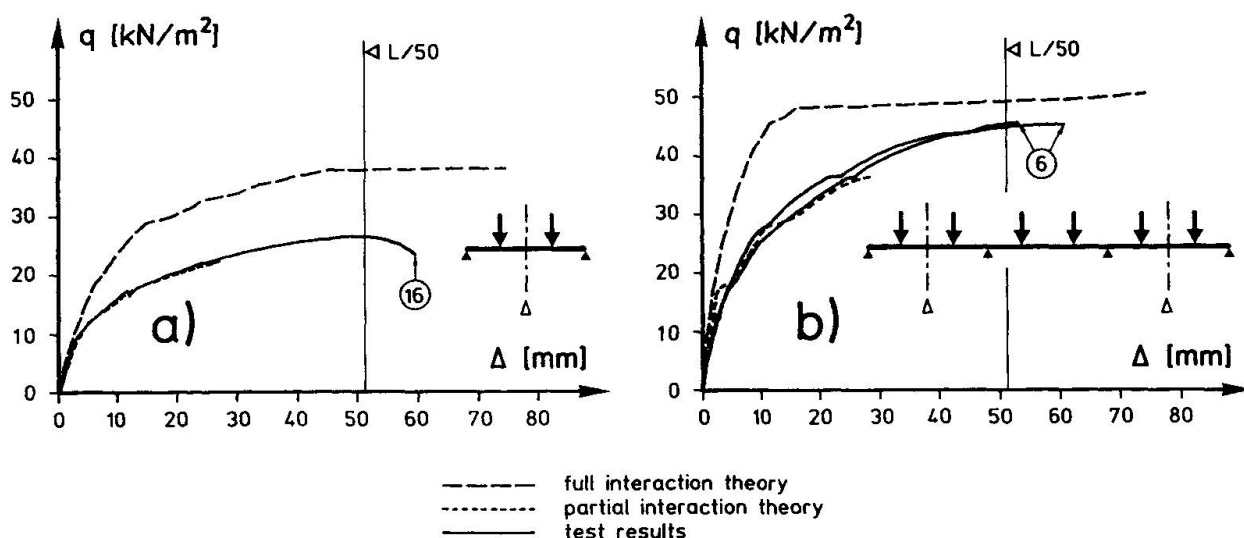 q [kN/m²]
L/50
50
40
30
20
10
0
a)
16
Δ
Δ [mm]
0 10 20 30 40 50 60 70 80
q [kN/m²]
L/50
50
40
30
20
10
0
6
b)
Δ
Δ
Δ [mm]
0 10 20 30 40 50 60 70 80
full interaction theory
partial interaction theory
test results